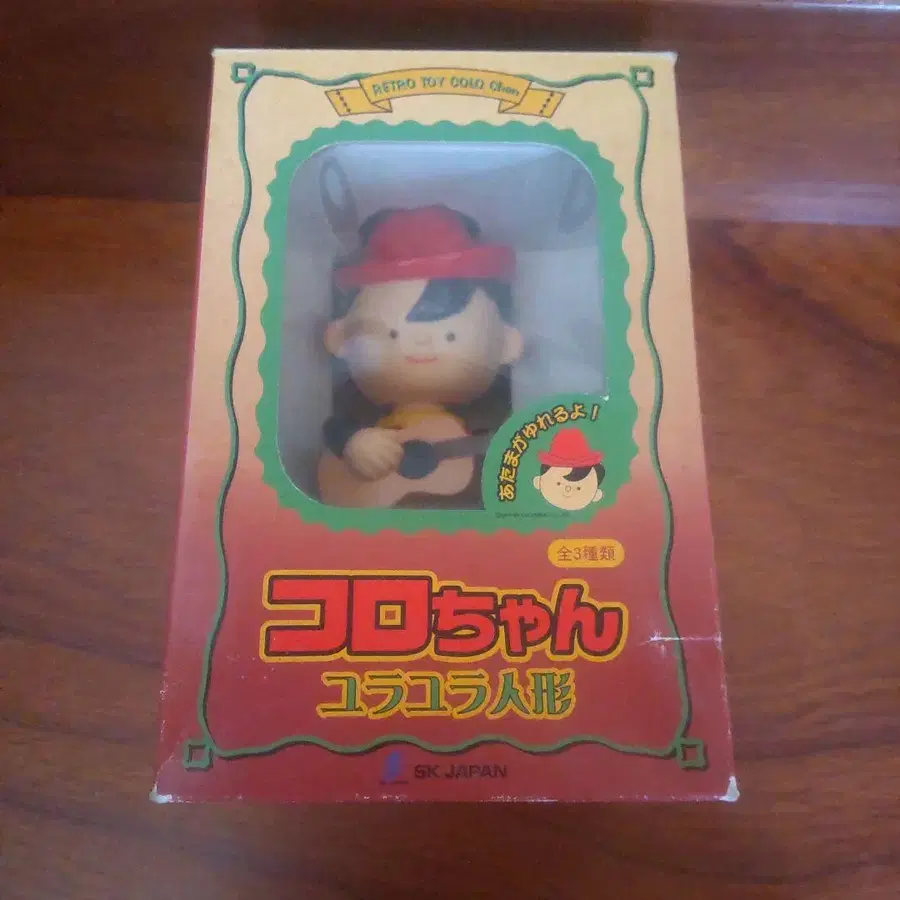 RETRO TOY COLO Chan
あたまがゆれるよ!
全3種類
コロちゃん
ユラユラ人形
SK JAPAN